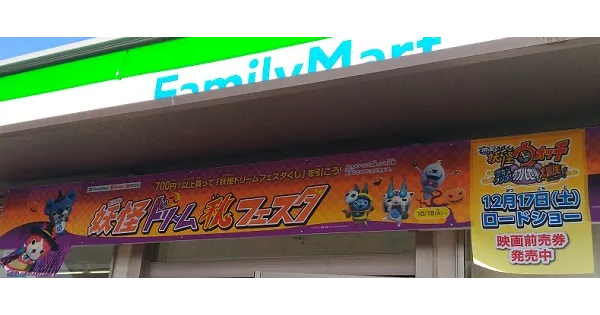 FamilyMart
700円以上買って「妖怪ドリームフェスタくじ」を引こう!
妖怪ドリーム秋フェスタ
10/18(火)〜
妖怪ウォッチ
12月17日(土)
ロードショー
映画前売券
発売中